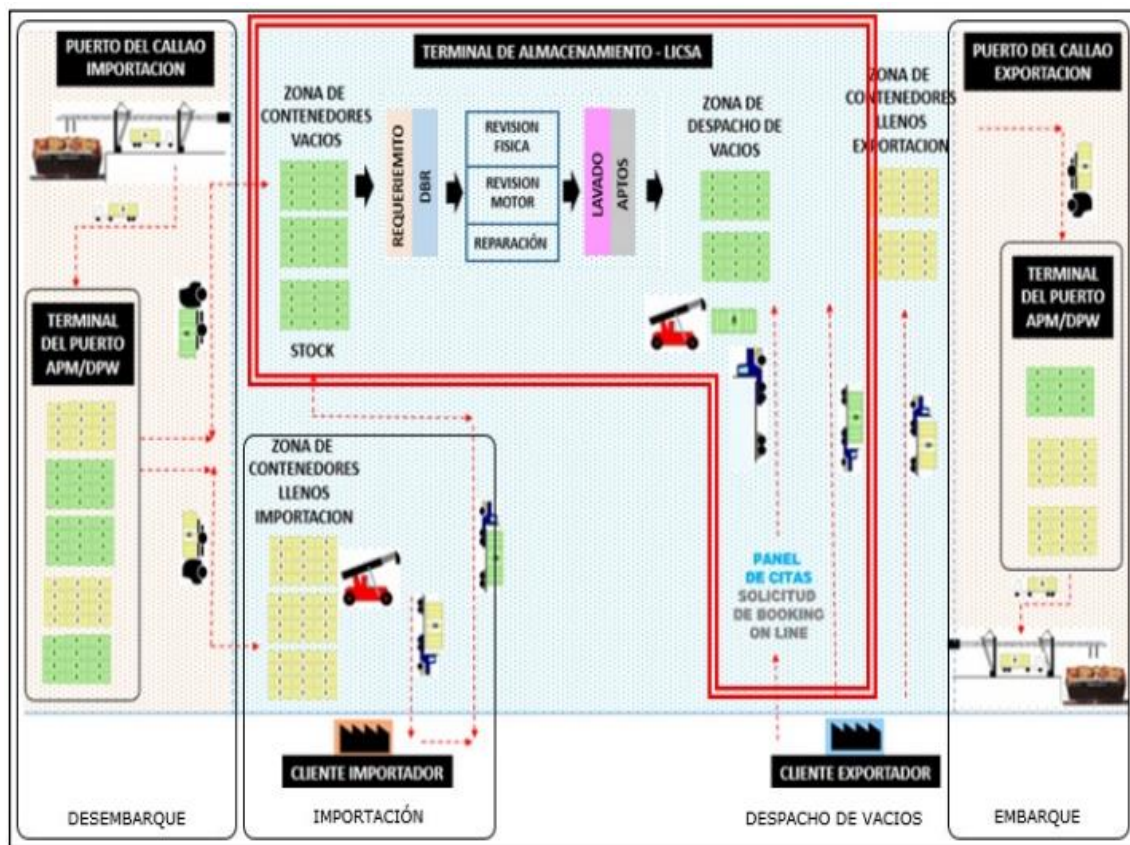 PUERTO DEL CALLAO
IMPORTACION
TERMINAL DE ALMACENAMIENTO - LICSA
PUERTO DEL CALLAO
EXPORTACION
ZONA DE
CONTENEDORES
VACIOS
REQUERIEMITO
DBR
REVISION
FISICA
REVISION
MOTOR
REPARACIÓN
LAVADO
APTOS
ZONA DE
DESPACHO DE
VACIOS
ZONA DE
CONTENEDORES
LLENOS
EXPORTACION
STOCK
TERMINAL
DEL PUERTO
APM/DPW
TERMINAL
DEL PUERTO
APM/DPW
ZONA DE
CONTENEDORES
LLENOS
IMPORTACION
PANEL
DE CITAS
SOLICITUD
DE BOOKING
ON LINE
CLIENTE IMPORTADOR
CLIENTE EXPORTADOR
DESEMBARQUE
IMPORTACIÓN
DESPACHO DE VACIOS
EMBARQUE